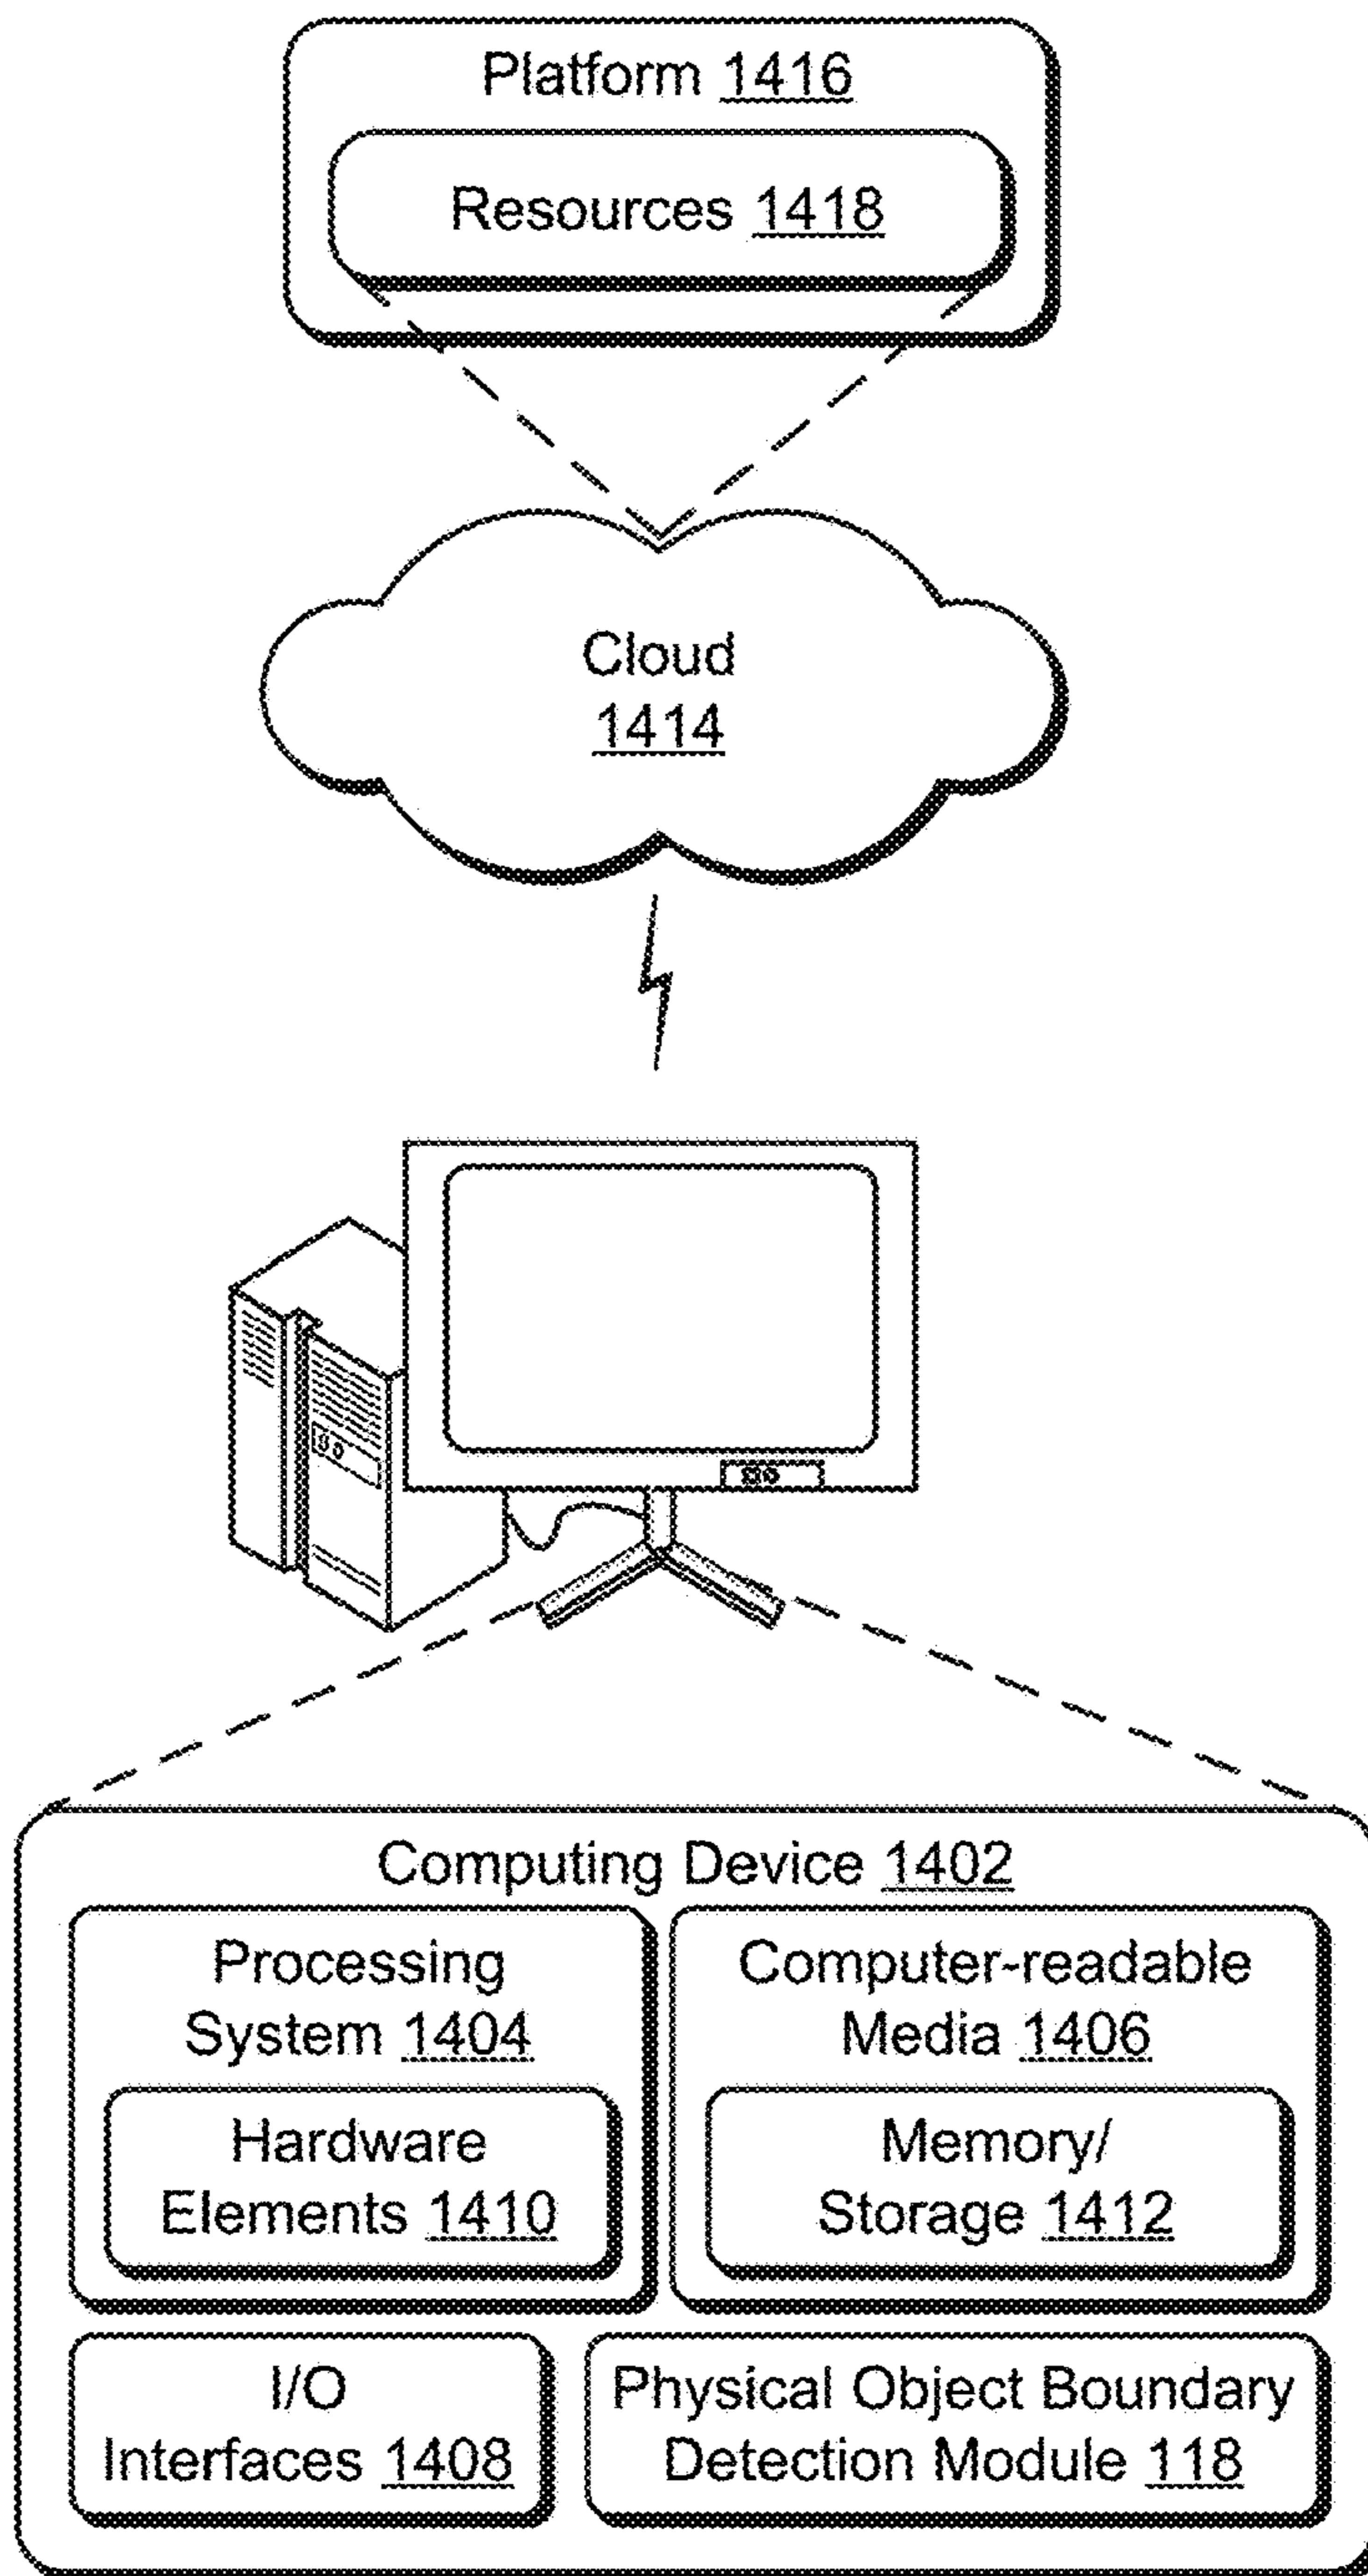 Platform 1416
Resources 1418
Cloud
1414
Computing Device 1402
Processing
System 1404
Hardware
Elements 1410
Computer-readable
Media 1406
Memory/
Storage 1412
I/O
Interfaces 1408
Physical Object Boundary
Detection Module 118